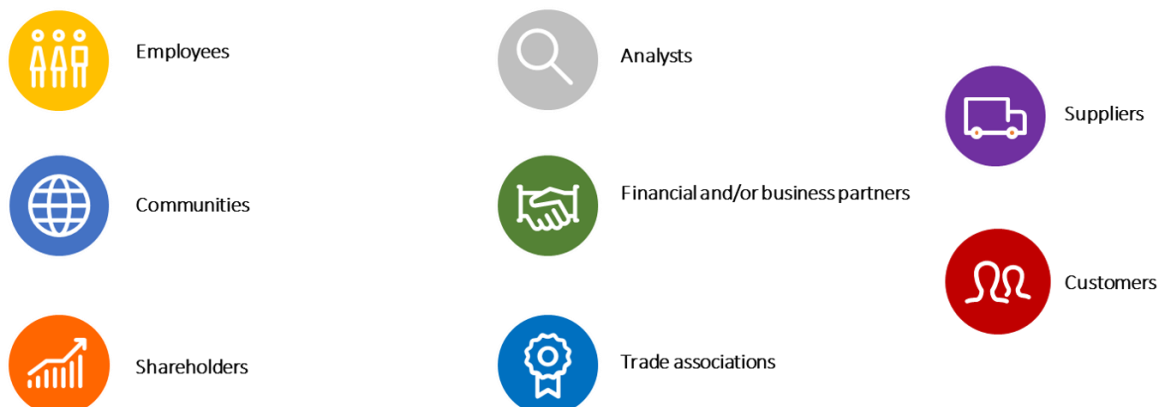 Employees
Communities
Shareholders
Analysts
Financial and/or business partners
Trade associations
Suppliers
Customers